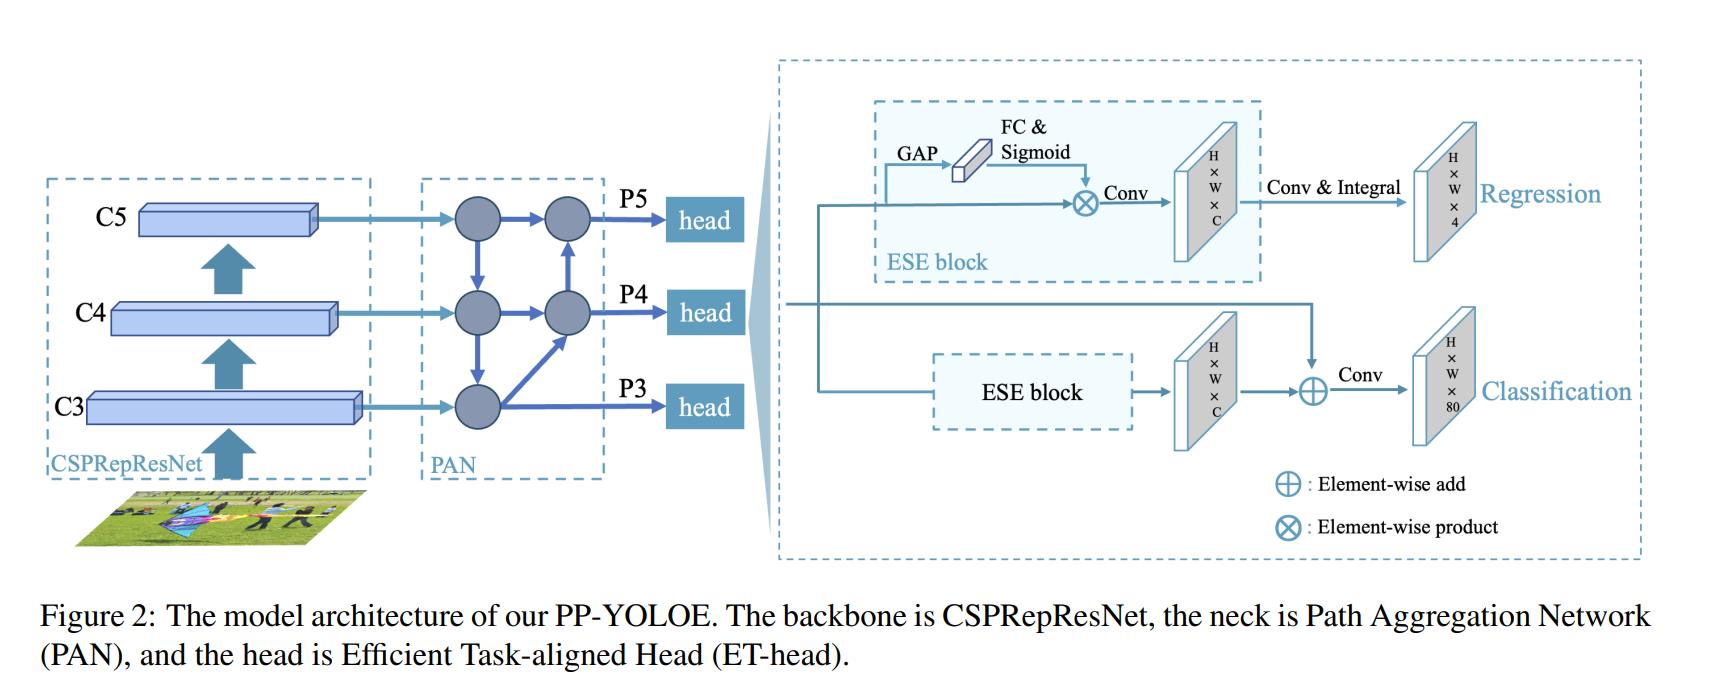 C5
C4
C3
CSPRepResNet
PAN
P5
head
P4
head
P3
head
GAP
FC &
Sigmoid
Conv
H
×
W
×
C
ESE block
Conv & Integral
H
×
W
×
4
Regression
ESE block
H
×
W
×
C
Conv
H
×
W
×
80
Classification
: Element-wise add
: Element-wise product
Figure 2: The model architecture of our PP-YOLOE. The backbone is CSPRepResNet, the neck is Path Aggregation Network
(PAN), and the head is Efficient Task-aligned Head (ET-head).